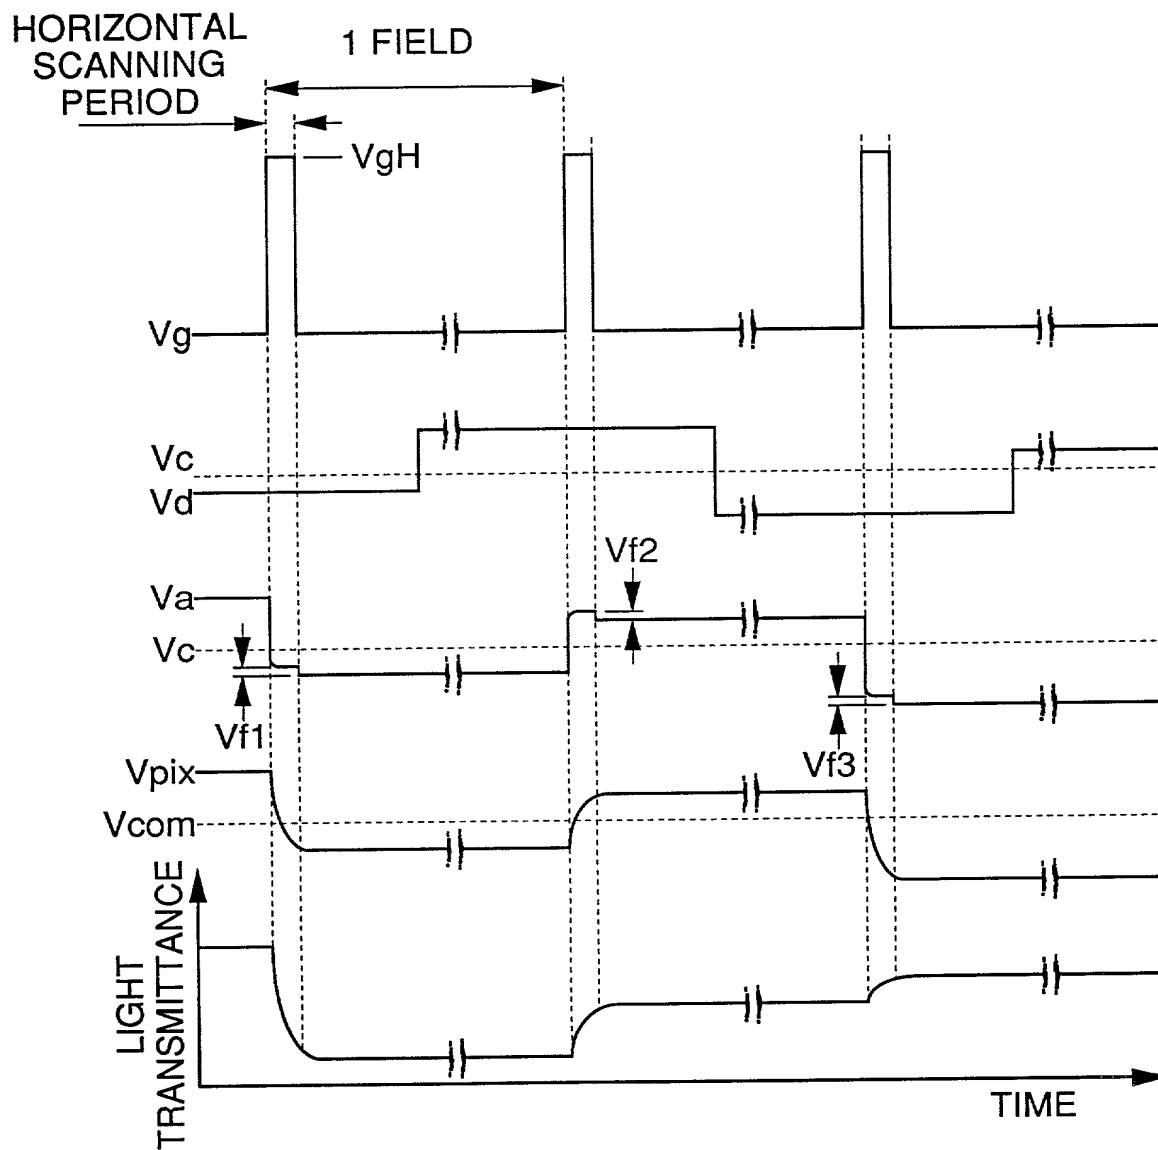 HORIZONTAL
SCANNING
PERIOD
1 FIELD
VgH
Vg
Vc
Vd
Vf2
Va
Vc
Vf1
Vf3
Vpix
Vcom
LIGHT
TRANSMITTANCE
TIME